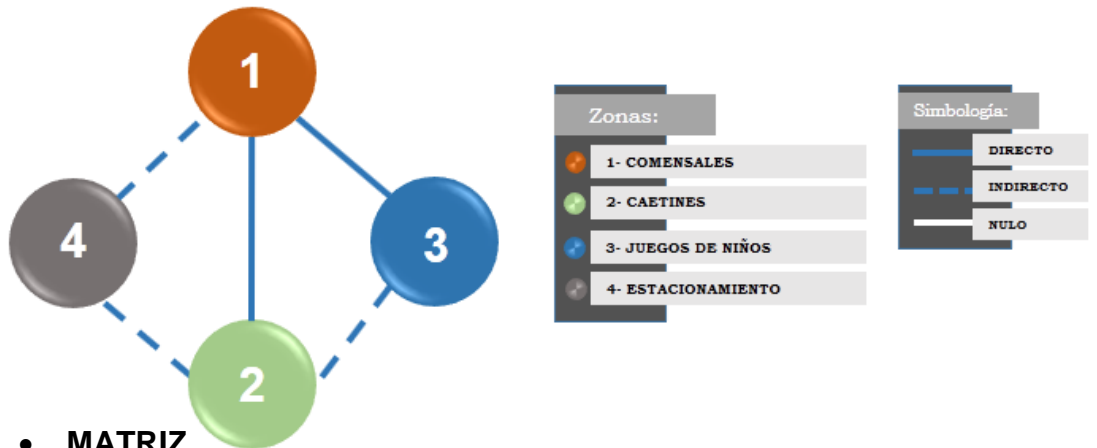 1
4
3
2
Zonas:
1- COMENSALES
2- CAETINES
3- JUEGOS DE NIÑOS
4- ESTACIONAMIENTO
Simbología:
DIRECTO
INDIRECTO
NULO
• MATRIZ